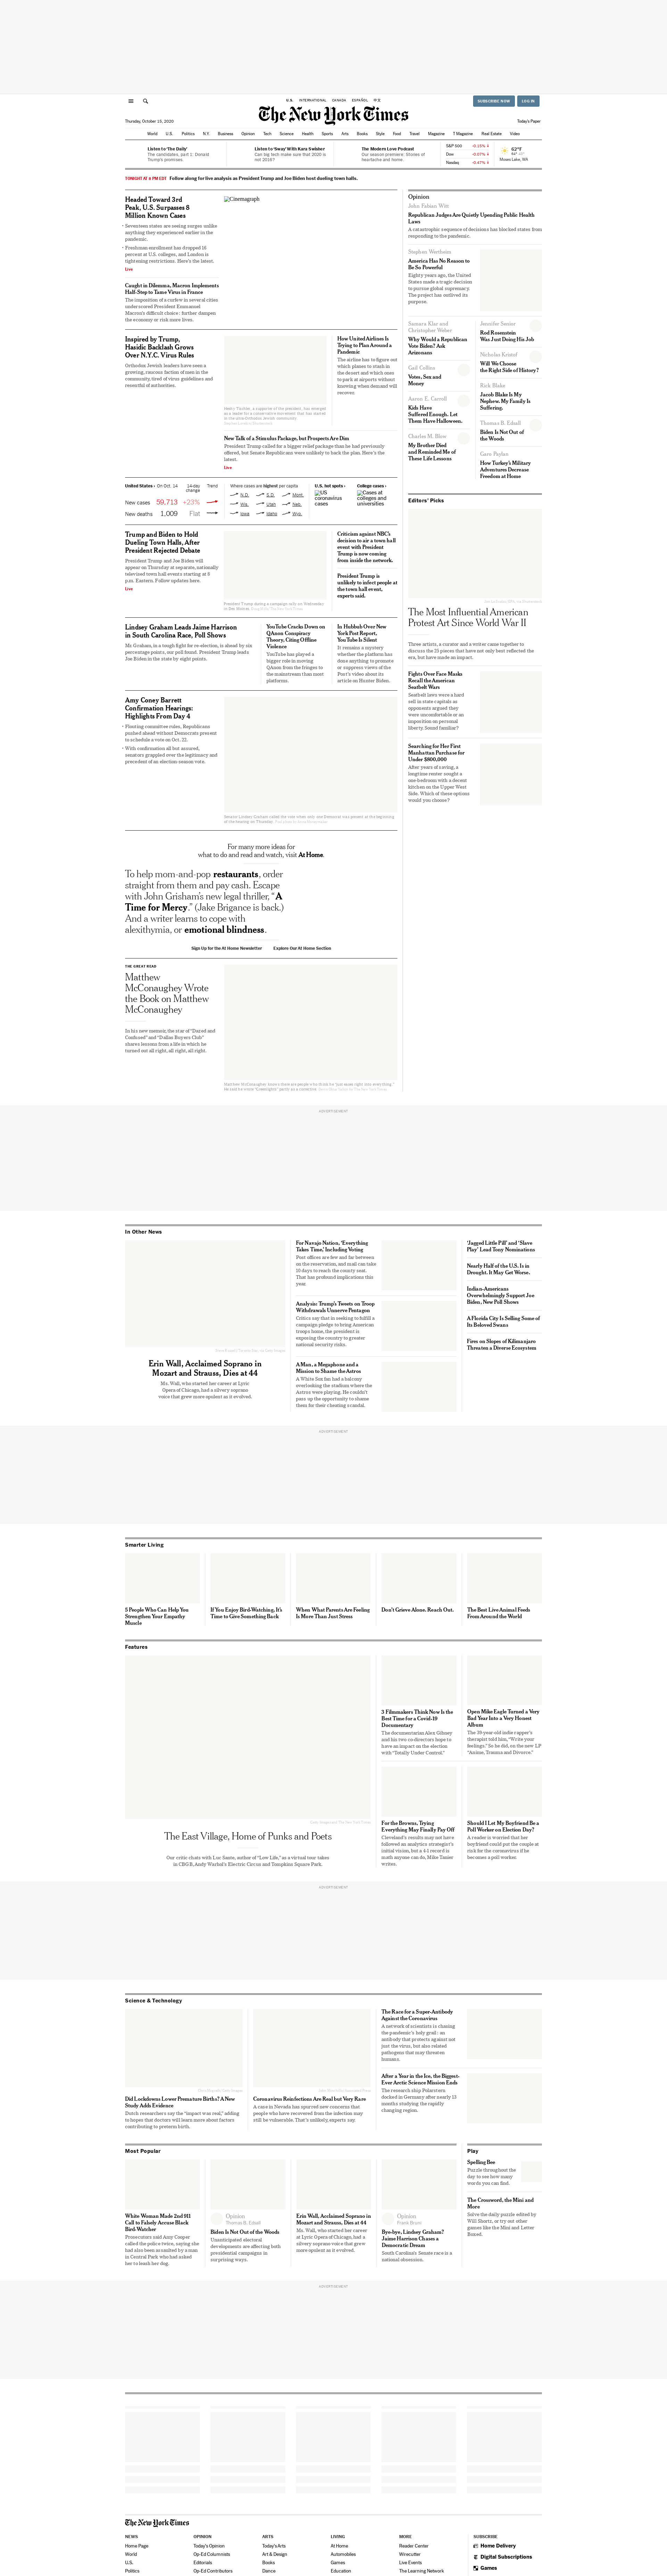 U.S. INTERNATIONAL CANADA ESPAÑOL 中文
SUBSCRIBE NOW
LOG IN
The New York Times
Thursday, October 15, 2020
Today's Paper
World U.S. Politics N.Y. Business Opinion Tech Science Health Sports Arts Books Style Food Travel Magazine T Magazine Real Estate Video
Listen to 'The Daily'
The candidates, part 1: Donald
Trump's promises.
Listen to 'Sway' With Kara Swisher
Can big tech make sure that 2020 is
not 2016?
The Modern Love Podcast
Our season premiere: Stories of
heartache and home.
S&P 500 -0.15%
Dow -0.07%
Nasdaq -0.47%
62°F
Moses Lake, WA
TONIGHT AT 8 PM EDT Follow along for live analysis as President Trump and Joe Biden host dueling town halls.
Headed Toward 3rd
Peak, U.S. Surpasses 8
Million Known Cases
Seventeen states are seeing surges unlike
anything they experienced earlier in the
pandemic.
Freshman enrollment has dropped 16
percent at U.S. colleges, and London is
tightening restrictions. Here's the latest.
Live
Caught in Dilemma, Macron Implements
Half-Step to Tame Virus in France
The imposition of a curfew in several cities
underscored President Emmanuel
Macron's difficult choice: further dampen
the economy or risk more lives.
Cinemagraph
Inspired by Trump,
Hasidic Backlash Grows
Over N.Y.C. Virus Rules
Orthodox Jewish leaders have seen a
growing, raucous faction of men in the
community, tired of virus guidelines and
resentful of authorities.
Heshy Tischler, a supporter of the president, has emerged
as a leader for a conservative movement that has surfaced
in the ultra-Orthodox Jewish community.
How United Airlines Is
Trying to Plan Around a
Pandemic
The airline has to figure out
which planes to stash in
the desert and which ones
to park at airports without
knowing when demand will
recover.
New Talk of a Stimulus Package, but Prospects Are Dim
President Trump called for a bigger relief package than he had previously
offered, but Senate Republicans were unlikely to back the plan. Here's the
latest.
Live
United States › On Oct. 14 14-day
change Trend
New cases 59,713 +23%
New deaths 1,009 Flat
Where cases are highest per capita
N.D. S.D. Mont.
Wis. Utah Neb.
Iowa Idaho Wyo.
U.S. hot spots ›
US
coronavirus
cases
College cases ›
Cases at
colleges and
universities
Trump and Biden to Hold
Dueling Town Halls, After
President Rejected Debate
President Trump and Joe Biden will
appear on Thursday at separate, nationally
televised town hall events starting at 8
p.m. Eastern. Follow updates here.
Live
President Trump during a campaign rally on Wednesday
in Des Moines.
Criticism against NBC's
decision to air a town hall
event with President
Trump is now coming
from inside the network.
President Trump is
unlikely to infect people at
the town hall event,
experts said.
Lindsey Graham Leads Jaime Harrison
in South Carolina Race, Poll Shows
Mr. Graham, in a tough fight for re-election, is ahead by six
percentage points, our poll found. President Trump leads
Joe Biden in the state by eight points.
YouTube Cracks Down on
QAnon Conspiracy
Theory, Citing Offline
Violence
YouTube has played a
bigger role in moving
QAnon from the fringes to
the mainstream than most
platforms.
In Hubbub Over New
York Post Report,
YouTube Is Silent
It remains a mystery
whether the platform has
done anything to promote
or suppress views of the
Post's video about its
article on Hunter Biden.
Amy Coney Barrett
Confirmation Hearings:
Highlights From Day 4
Flouting committee rules, Republicans
pushed ahead without Democrats present
to schedule a vote on Oct. 22.
With confirmation all but assured,
senators grappled over the legitimacy and
precedent of an election-season vote.
Senator Lindsey Graham called the vote when only one Democrat was present at the beginning
of the hearing on Thursday.
For many more ideas for
what to do and read and watch, visit At Home.
To help mom-and-pop restaurants, order
straight from them and pay cash. Escape
with John Grisham's new legal thriller, "A
Time for Mercy." (Jake Brigance is back.)
And a writer learns to cope with
alexithymia, or emotional blindness.
Sign Up for the At Home Newsletter Explore Our At Home Section
THE GREAT READ
Matthew
McConaughey Wrote
the Book on Matthew
McConaughey
In his new memoir, the star of "Dazed and
Confused" and "Dallas Buyers Club"
shares lessons from a life in which he
turned out all right, all right, all right.
Opinion
John Fabian Witt
Republican Judges Are Quietly Upending Public Health
Laws
A catastrophic sequence of decisions has blocked states from
responding to the pandemic.
Stephen Wertheim
America Has No Reason to
Be So Powerful
Eighty years ago, the United
States made a tragic decision
to pursue global supremacy.
The project has outlived its
purpose.
Samara Klar and
Christopher Weber
Why Would a Republican
Vote Biden? Ask
Arizonans
Gail Collins
Votes, Sex and
Money
Aaron E. Carroll
Kids Have
Suffered Enough. Let
Them Have Halloween.
Charles M. Blow
My Brother Died
and Reminded Me of
These Life Lessons
Jennifer Senior
Rod Rosenstein
Was Just Doing His Job
Nicholas Kristof
Will We Choose
the Right Side of History?
Rick Blake
Jacob Blake Is My
Nephew. My Family Is
Suffering.
Thomas B. Edsall
Biden Is Not Out of
the Woods
Garo Paylan
How Turkey's Military
Adventures Decrease
Freedom at Home
Editors' Picks
The Most Influential American
Protest Art Since World War II
Three artists, a curator and a writer came together to
discuss the 25 pieces that have not only best reflected the
era, but have made an impact.
Fights Over Face Masks
Recall the American
Seatbelt Wars
Seatbelt laws were a hard
sell in state capitals as
opponents argued they
were uncomfortable or an
imposition on personal
liberty. Sound familiar?
Searching for Her First
Manhattan Purchase for
Under $800,000
After years of saving, a
longtime renter sought a
one-bedroom with a decent
kitchen on the Upper West
Side. Which of these options
would you choose?
ADVERTISEMENT
In Other News
Erin Wall, Acclaimed Soprano in
Mozart and Strauss, Dies at 44
Ms. Wall, who started her career at Lyric
Opera of Chicago, had a silvery soprano
voice that grew more opulent as it evolved.
For Navajo Nation, 'Everything
Takes Time,' Including Voting
Post offices are few and far between
on the reservation, and mail can take
10 days to reach the county seat.
That has profound implications this
year.
Analysis: Trump's Tweets on Troop
Withdrawals Unnerve Pentagon
Critics say that in seeking to fulfill a
campaign pledge to bring American
troops home, the president is
exposing the country to greater
national security risks.
A Man, a Megaphone and a
Mission to Shame the Astros
A White Sox fan had a balcony
overlooking the stadium where the
Astros were playing. He couldn't
pass up the opportunity to shame
them for their cheating scandal.
'Jagged Little Pill' and 'Slave
Play' Lead Tony Nominations
Nearly Half of the U.S. Is in
Drought. It May Get Worse.
Indian-Americans
Overwhelmingly Support Joe
Biden, New Poll Shows
A Florida City Is Selling Some of
Its Beloved Swans
Fires on Slopes of Kilimanjaro
Threaten a Diverse Ecosystem
ADVERTISEMENT
Smarter Living
5 People Who Can Help You
Strengthen Your Empathy
Muscle
If You Enjoy Bird-Watching, It's
Time to Give Something Back
When What Parents Are Feeling
Is More Than Just Stress
Don't Grieve Alone. Reach Out.
The Best Live Animal Feeds
From Around the World
Features
The East Village, Home of Punks and Poets
Our critic chats with Luc Sante, author of "Low Life," as a virtual tour takes
in CBGB, Andy Warhol's Electric Circus and Tompkins Square Park.
3 Filmmakers Think Now Is the
Best Time for a Covid-19
Documentary
The documentarian Alex Gibney
and his two co-directors hope to
have an impact on the election
with "Totally Under Control."
Open Mike Eagle Turned a Very
Bad Year Into a Very Honest
Album
The 39-year-old indie rapper's
therapist told him, "Write your
feelings." So he did, on the new LP
"Anime, Trauma and Divorce."
For the Browns, Trying
Everything May Finally Pay Off
Cleveland's results may not have
followed an analytics strategist's
initial vision, but a 4-1 record is
math anyone can do, Mike Tanier
writes.
Should I Let My Boyfriend Be a
Poll Worker on Election Day?
A reader is worried that her
boyfriend could put the couple at
risk for the coronavirus if he
becomes a poll worker.
ADVERTISEMENT
Science & Technology
Did Lockdowns Lower Premature Births? A New
Study Adds Evidence
Dutch researchers say the "impact was real," adding
to hopes that doctors will learn more about factors
contributing to preterm birth.
Coronavirus Reinfections Are Real but Very Rare
A case in Nevada has spurred new concerns that
people who have recovered from the infection may
still be vulnerable. That's unlikely, experts say.
The Race for a Super-Antibody
Against the Coronavirus
A network of scientists is chasing
the pandemic's holy grail: an
antibody that protects against not
just the virus, but also related
pathogens that may threaten
humans.
After a Year in the Ice, the Biggest-
Ever Arctic Science Mission Ends
The research ship Polarstern
docked in Germany after nearly 13
months studying the rapidly
changing region.
Most Popular
White Woman Made 2nd 911
Call to Falsely Accuse Black
Bird-Watcher
Prosecutors said Amy Cooper
called the police twice, saying she
had also been assaulted by a man
in Central Park who had asked
her to leash her dog.
Opinion
Thomas B. Edsall
Biden Is Not Out of the Woods
Unanticipated electoral
developments are affecting both
presidential campaigns in
surprising ways.
Erin Wall, Acclaimed Soprano in
Mozart and Strauss, Dies at 44
Ms. Wall, who started her career
at Lyric Opera of Chicago, had a
silvery soprano voice that grew
more opulent as it evolved.
Opinion
Frank Bruni
Bye-bye, Lindsey Graham?
Jaime Harrison Chases a
Democratic Dream
South Carolina's Senate race is a
national obsession.
Play
Spelling Bee
Puzzle throughout the
day to see how many
words you can find.
The Crossword, the Mini and
More
Solve the daily puzzle edited by
Will Shortz, or try our other
games like the Mini and Letter
Boxed.
ADVERTISEMENT
The New York Times
NEWS
Home Page
World
U.S.
Politics
OPINION
Today's Opinion
Op-Ed Columnists
Editorials
Op-Ed Contributors
ARTS
Today's Arts
Art & Design
Books
Dance
LIVING
At Home
Automobiles
Games
Education
MORE
Reader Center
Wirecutter
Live Events
The Learning Network
SUBSCRIBE
Home Delivery
Digital Subscriptions
Games